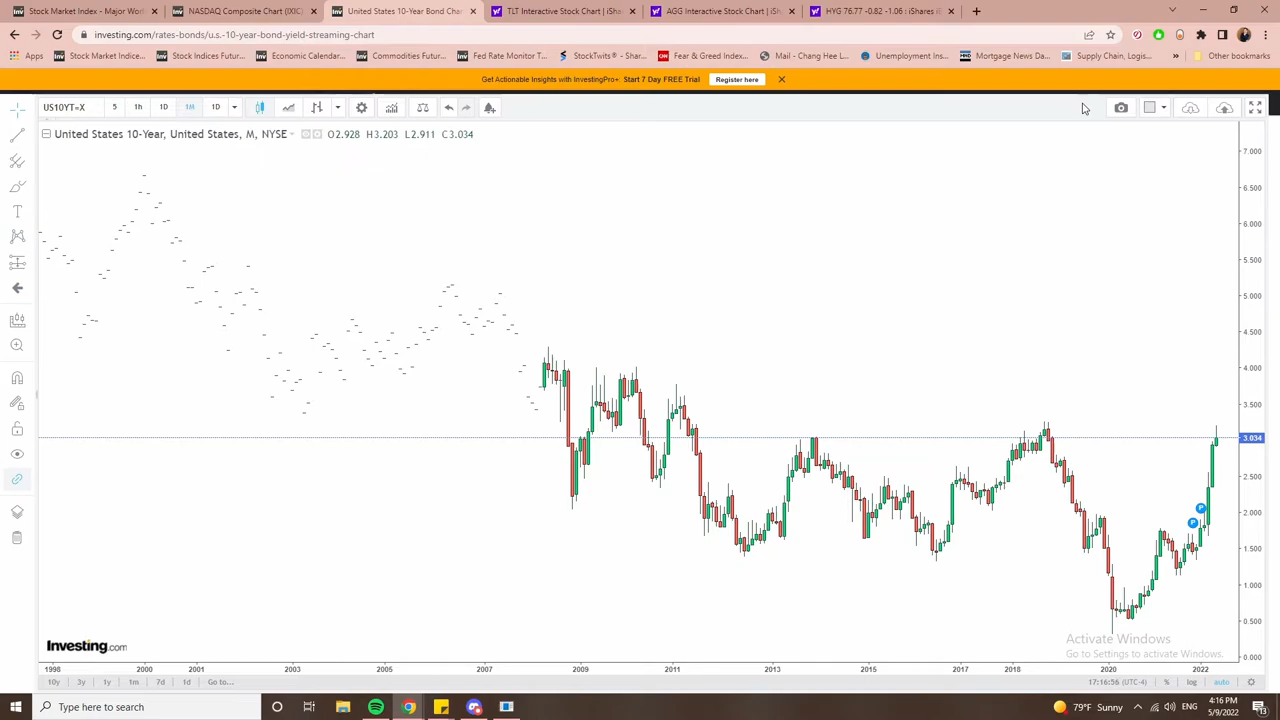 Stock Market Index - Major Worl
NASDAQ Composite Chart (IXIC)
United States 10-Year Bond Char
TLT Interactive Stock Chart | iShar
AGG Interactive Stock Chart | iSha
HYG 76.77 -0.82 -1.06 : iShares i
investing.com/rates-bonds/u.s.-10-year-bond-yield-streaming-chart
Apps
Stock Market Indice...
Stock Indices Futur...
Economic Calendar...
Commodities Futur...
Fed Rate Monitor T...
StockTwits® - Shar...
Fear & Greed Index...
Mail - Chang Hee L...
Unemployment Ins...
Mortgage News Da...
Supply Chain, Logis...
Other bookmarks
Get Actionable Insights with InvestingPro+ Start 7 Day FREE Trial Register here
US10YT=X 5 1h 1D 1M 1D
United States 10-Year, United States, M, NYSE O2.928 H3.203 L2.911 C3.034
7.000
6.500
6.000
5.500
5.000
4.500
4.000
3.500
3.034
2.500
2.000
1.500
1.000
0.500
0.000
P
P
Investing.com
Activate Windows
Go to Settings to activate Windows.
1998 2000 2001 2003 2005 2007 2009 2011 2013 2015 2017 2018 2020 2022
10y 3y 1y 1m 7d 1d Go to... 17:16:56 (UTC-4) % log auto
Type here to search
79°F Sunny
ENG
4:16 PM
5/9/2022
13